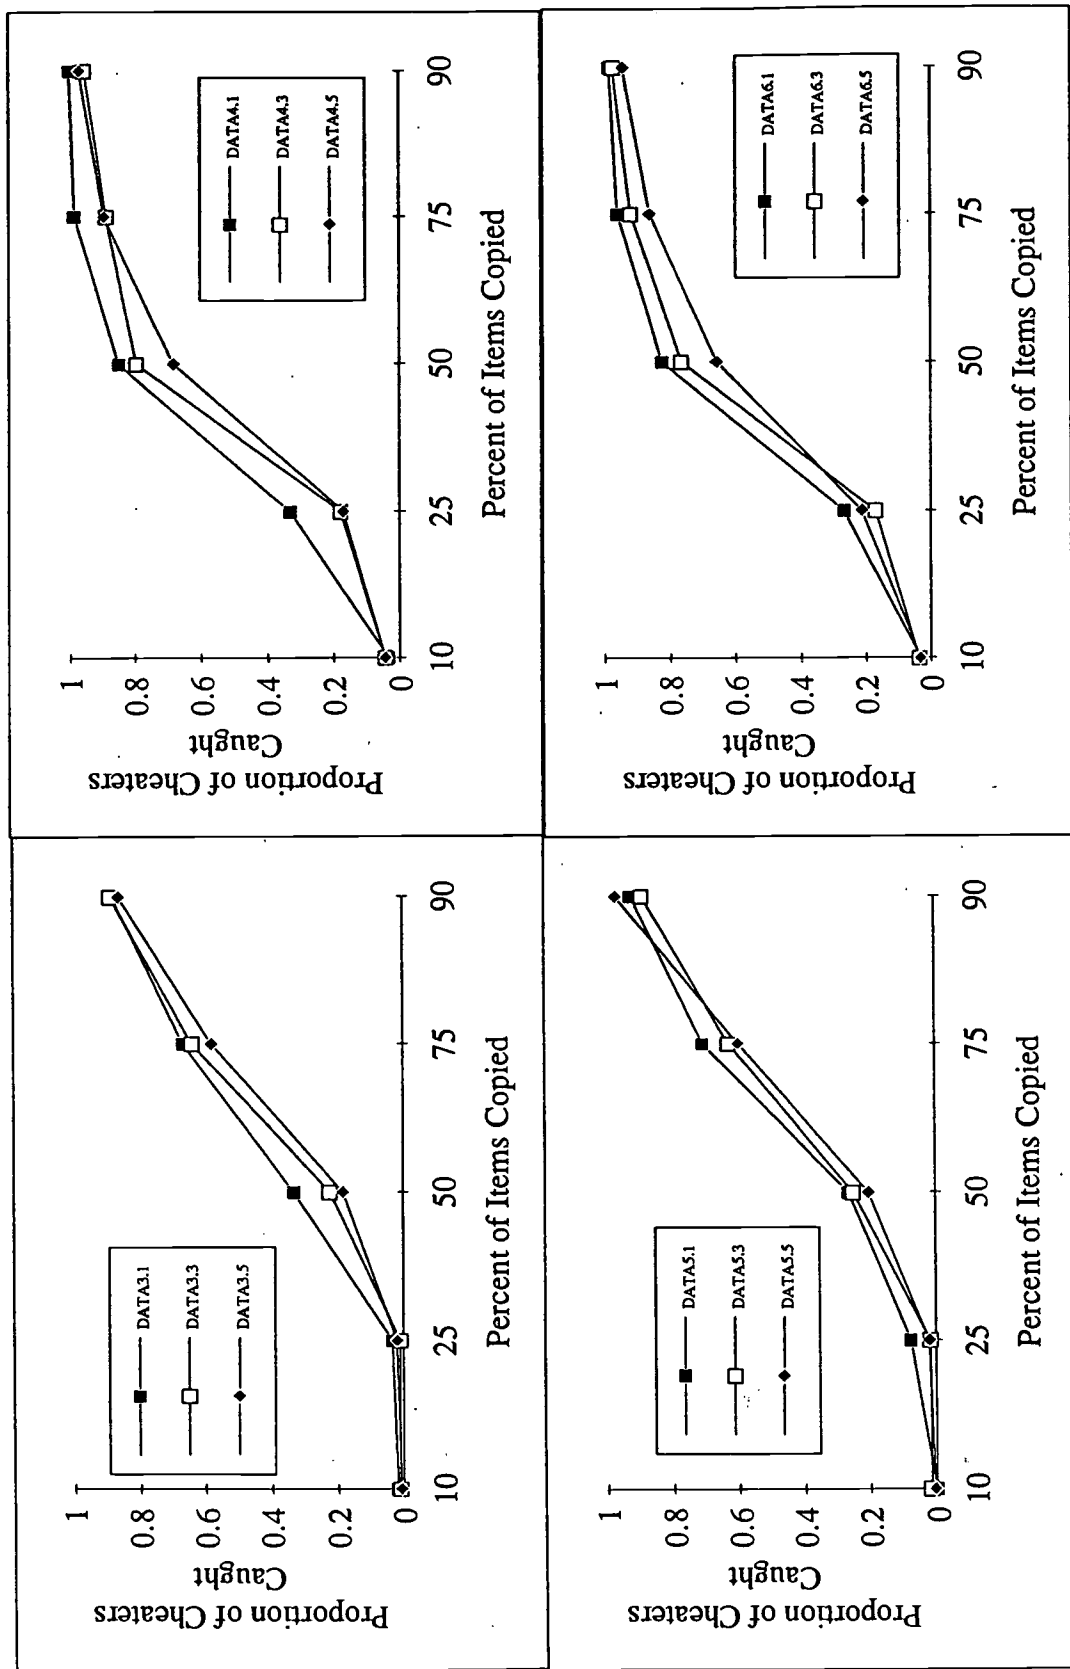 1
0.8
0.6
0.4
0.2
0
Proportion of Cheaters
Caught
DATA3.1
DATA3.3
DATA3.5
10
25
50
75
90
Percent of Items Copied
1
0.8
0.6
0.4
0.2
0
Proportion of Cheaters
Caught
DATA4.1
DATA4.3
DATA4.5
10
25
50
75
90
Percent of Items Copied
1
0.8
0.6
0.4
0.2
0
Proportion of Cheaters
Caught
DATA5.1
DATA5.3
DATA5.5
10
25
50
75
90
Percent of Items Copied
1
0.8
0.6
0.4
0.2
0
Proportion of Cheaters
Caught
DATA6.1
DATA6.3
DATA6.5
10
25
50
75
90
Percent of Items Copied